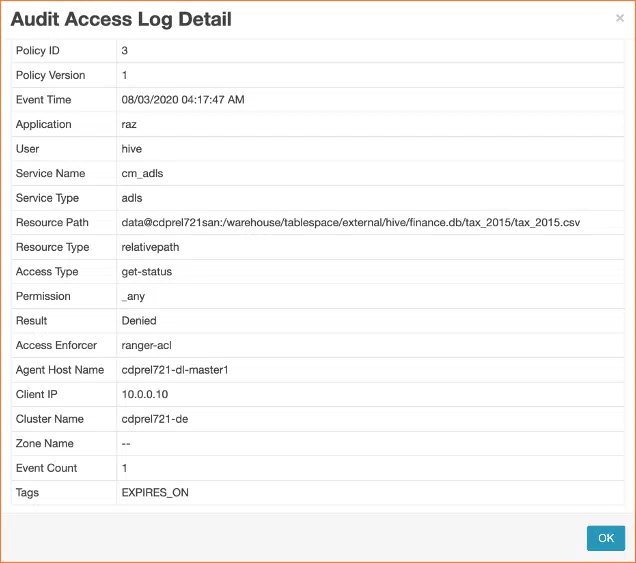 Audit Access Log Detail ×
Policy ID 3
Policy Version 1
Event Time 08/03/2020 04:17:47 AM
Application raz
User hive
Service Name cm_adls
Service Type adls
Resource Path data@cdprel721san:/warehouse/tablespace/external/hive/finance.db/tax_2015/tax_2015.csv
Resource Type relativepath
Access Type get-status
Permission _any
Result Denied
Access Enforcer ranger-acl
Agent Host Name cdprel721-dl-master1
Client IP 10.0.0.10
Cluster Name cdprel721-de
Zone Name --
Event Count 1
Tags EXPIRES_ON
OK